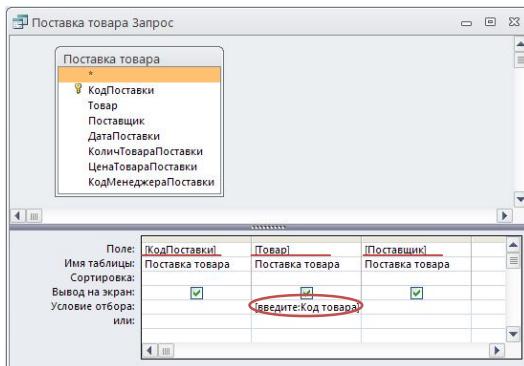 Поставка товара Запрос
Поставка товара
*
КодПоставки
Товар
Поставщик
ДатаПоставки
КоличТовараПоставки
ЦенаТовараПоставки
КодМенеджераПоставки
Поле: [КодПоставки] [Товар] [Поставщик]
Имя таблицы: Поставка товара Поставка товара Поставка товара
Сортировка:
Вывод на экран:
Условие отбора: [введите:Код товара]
или: